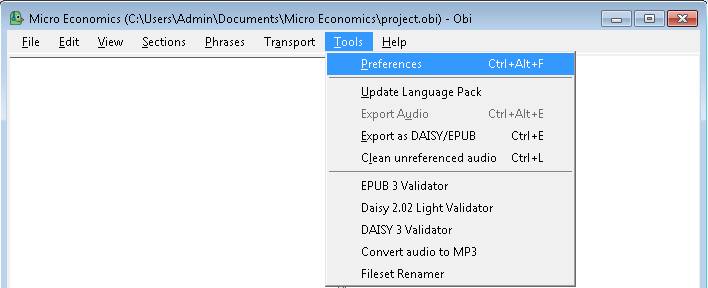 Micro Economics (C:\Users\Admin\Documents\Micro Economics\project.obi) - Obi
File Edit View Sections Phrases Transport Tools Help
Preferences Ctrl+Alt+F
Update Language Pack
Export Audio Ctrl+Alt+E
Export as DAISY/EPUB Ctrl+E
Clean unreferenced audio Ctrl+L
EPUB 3 Validator
Daisy 2.02 Light Validator
DAISY 3 Validator
Convert audio to MP3
Fileset Renamer